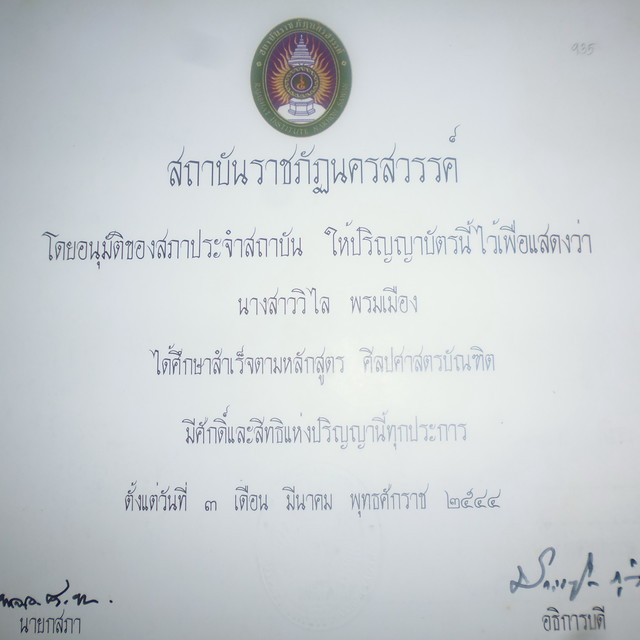 935
สถาบันราชภัฏนครสวรรค์
โดยอนุมัติของสภาประจำสถาบัน ให้ปริญญาบัตรนี้ไว้เพื่อแสดงว่า
นางสาววิไล พรมเมือง
ได้ศึกษาสำเร็จตามหลักสูตร ศิลปศาสตรบัณฑิต
มีศักดิ์และสิทธิแห่งปริญญานี้ทุกประการ
ตั้งแต่วันที่ ๓ เดือน มีนาคม พุทธศักราช ๒๕๔๔
นายกสภา
อธิการบดี